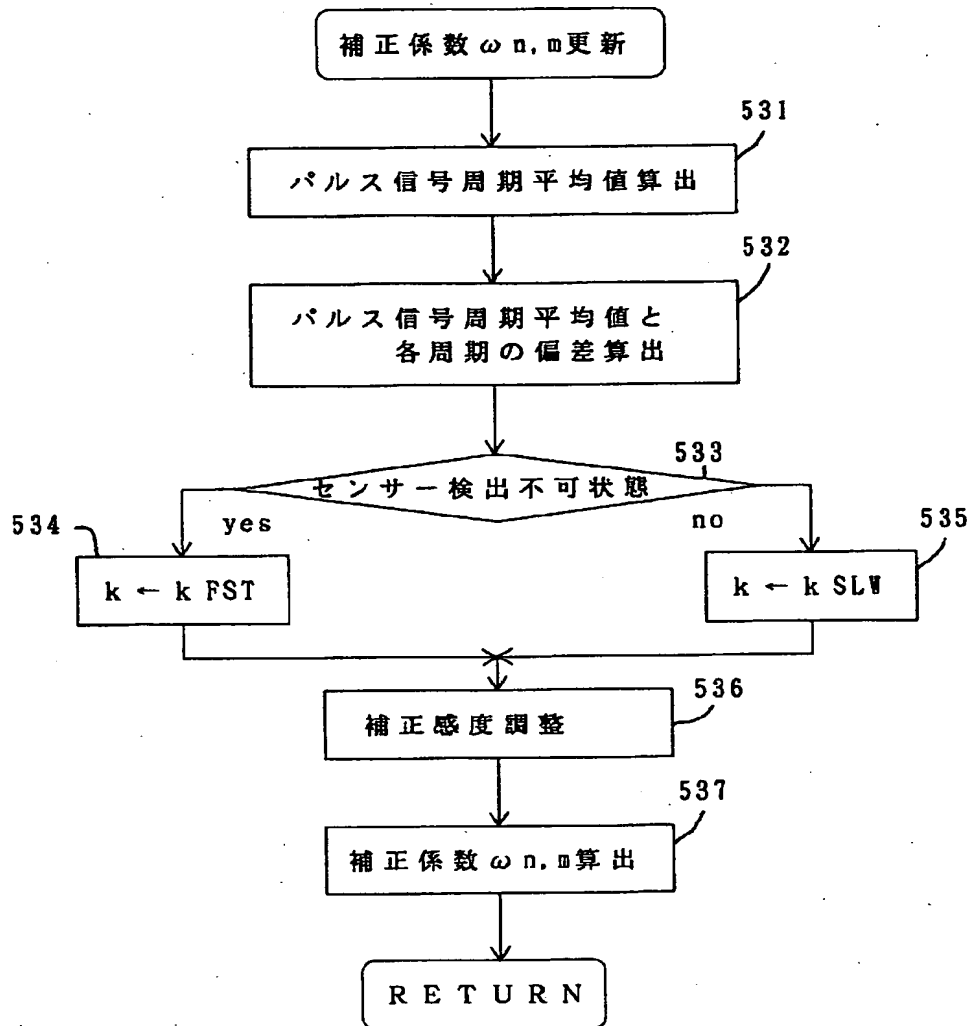 補正係数ωn,m更新
531
パルス信号周期平均値算出
532
パルス信号周期平均値と
各周期の偏差算出
533
センサー検出不可状態
yes
no
534
k ← k FST
535
k ← k SLW
536
補正感度調整
537
補正係数ωn,m算出
RETURN